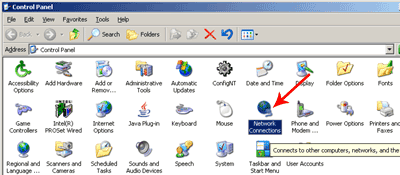 Control Panel
File Edit View Favorites Tools Help
Back Search Folders
Address Control Panel
Accessibility Options
Add Hardware
Add or Remov...
Administrative Tools
Automatic Updates
ConfigNT
Date and Time
Display
Folder Options
Fonts
Game Controllers
Intel(R) PROSet Wired
Internet Options
Java Plug-in
Keyboard
Mouse
Network Connections
Phone and Modem ...
Power Options
Printers and Faxes
Connects to other computers, networks, and the
Regional and Language ...
Scanners and Cameras
Scheduled Tasks
Sounds and Audio Devices
Speech
System
Taskbar and Start Menu
User Accounts